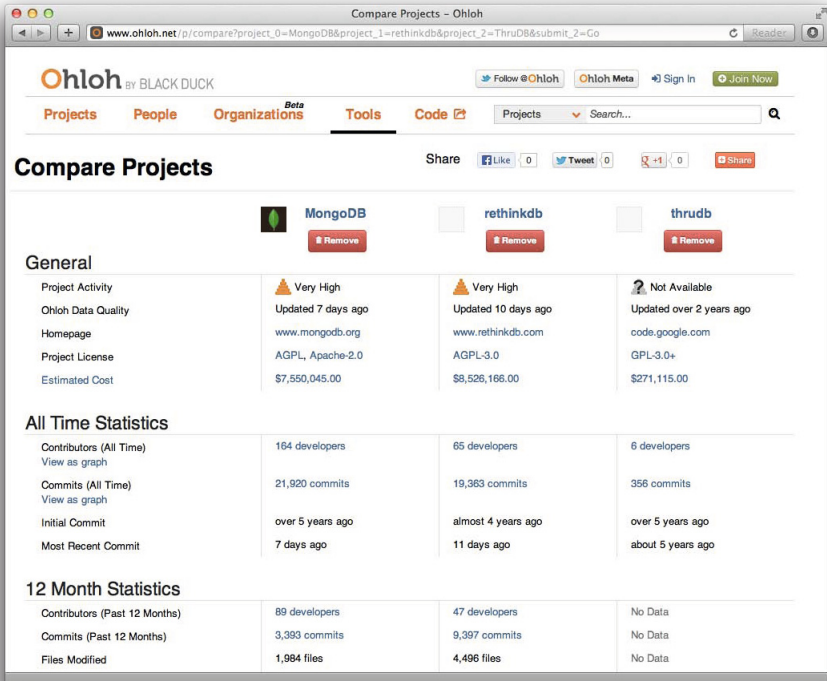 Compare Projects – Ohloh
www.ohloh.net/p/compare?project_0=MongoDB&project_1=rethinkdb&project_2=ThruDB&submit_2=Go
Reader
Ohloh BY BLACK DUCK
Follow @Ohloh
Ohloh Meta
Sign In
Join Now
Projects People Organizations Beta Tools Code
Projects Search...
Compare Projects
Share Like 0 Tweet 0 g +1 0 Share
MongoDB rethinkdb thrudb
Remove Remove Remove
General
Project Activity Very High Very High ? Not Available
Ohloh Data Quality Updated 7 days ago Updated 10 days ago Updated over 2 years ago
Homepage www.mongodb.org www.rethinkdb.com code.google.com
Project License AGPL, Apache-2.0 AGPL-3.0 GPL-3.0+
Estimated Cost $7,550,045.00 $8,526,166.00 $271,115.00
All Time Statistics
Contributors (All Time) 164 developers 65 developers 6 developers
View as graph
Commits (All Time) 21,920 commits 19,363 commits 356 commits
View as graph
Initial Commit over 5 years ago almost 4 years ago over 5 years ago
Most Recent Commit 7 days ago 11 days ago about 5 years ago
12 Month Statistics
Contributors (Past 12 Months) 89 developers 47 developers No Data
Commits (Past 12 Months) 3,393 commits 9,397 commits No Data
Files Modified 1,984 files 4,496 files No Data